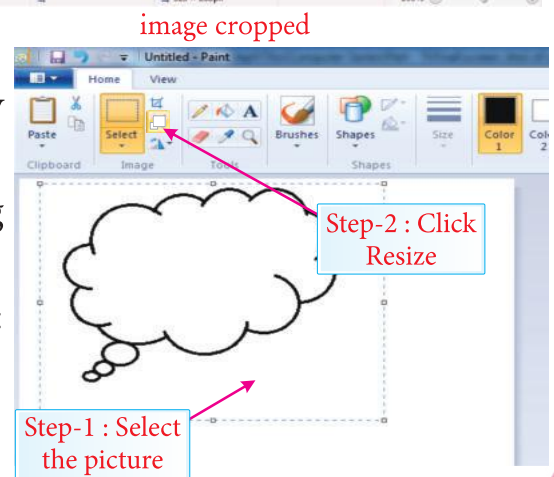 image cropped
Untitled - Paint
Home View
Paste
Select
Brushes
Shapes
Size
Color
1
2
Clipboard
Image
Tools
Shapes
A
y
g
Step-2 : Click
Resize
Step-1 : Select
the picture